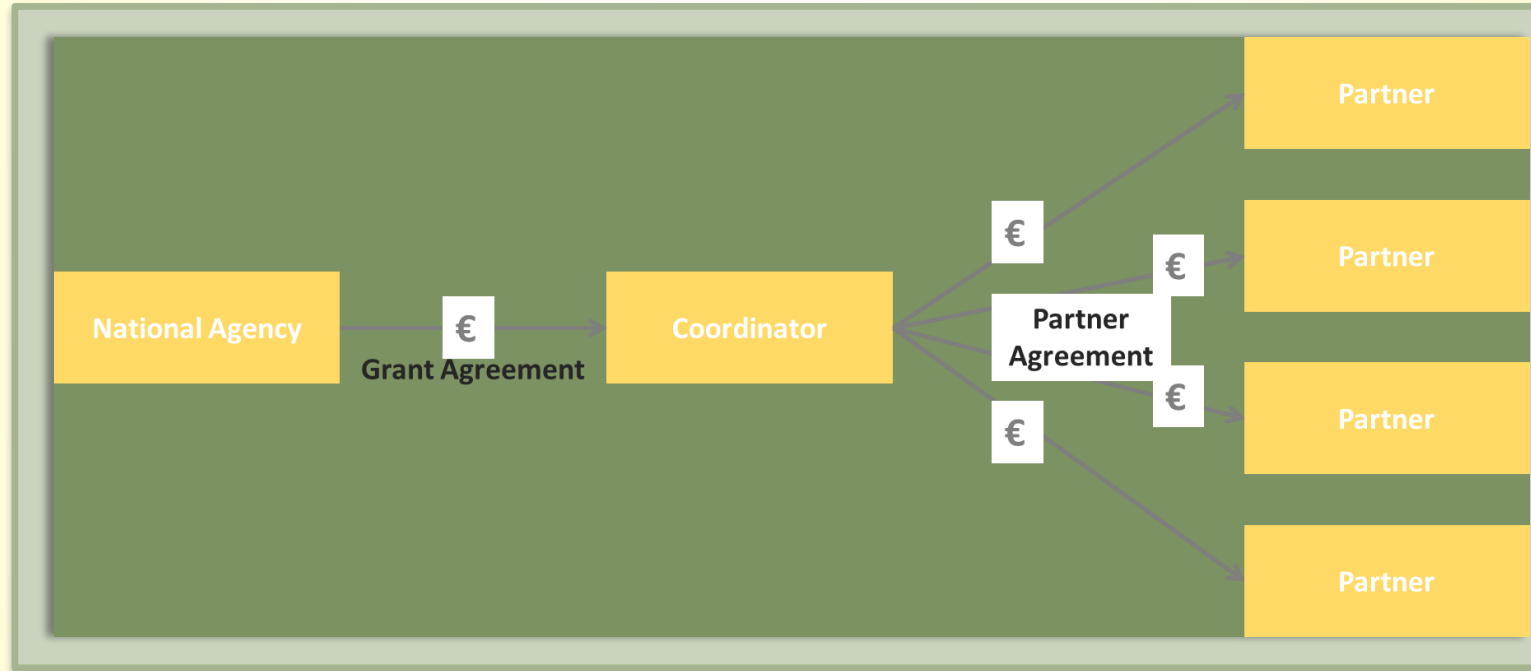 Partner
€
Partner
€
National Agency
€
Grant Agreement
Coordinator
Partner
Agreement
€
Partner
€
Partner